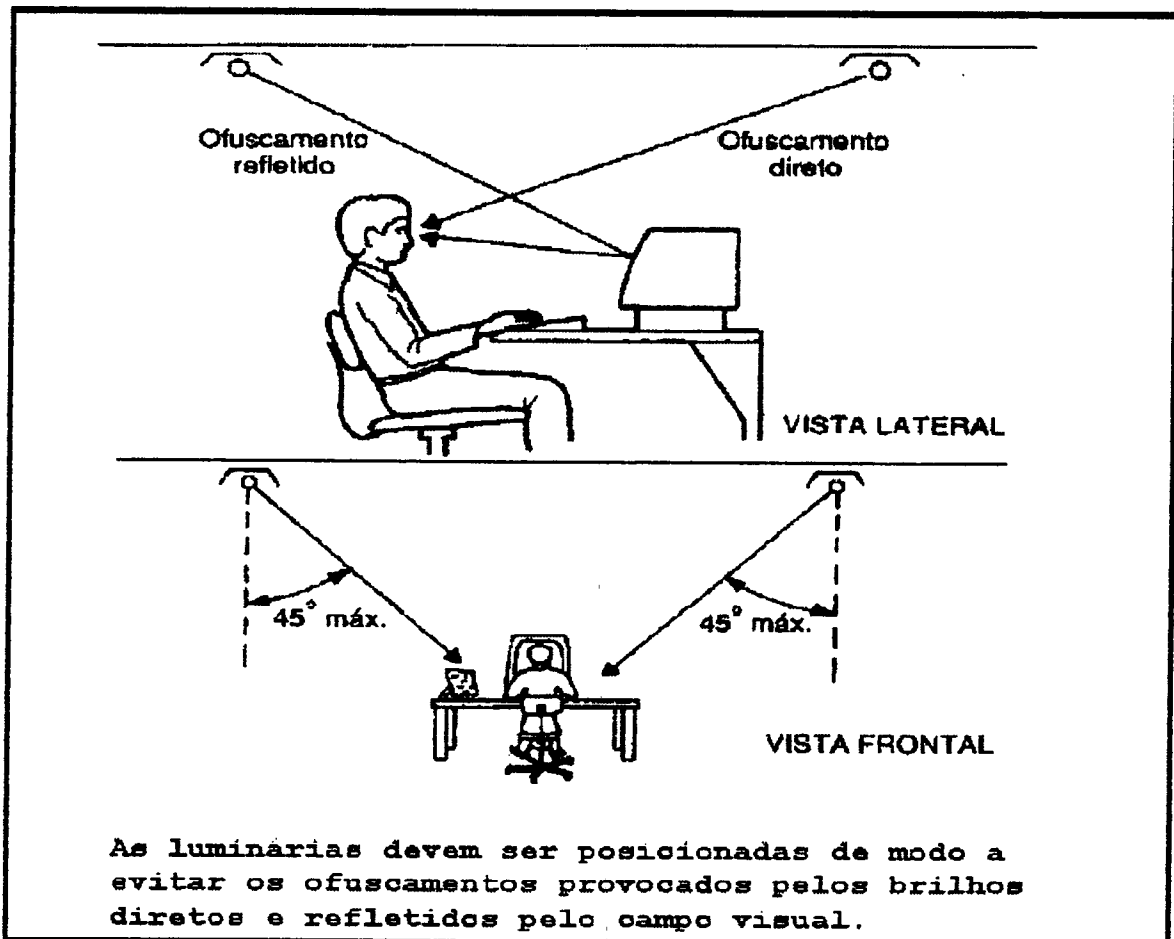 Ofuscamento
refletido
Ofuscamento
direto
VISTA LATERAL
45° máx.
45° máx.
VISTA FRONTAL
As luminárias devem ser posicionadas de modo a
evitar os ofuscamentos provocados pelos brilhos
diretos e refletidos pelo campo visual.